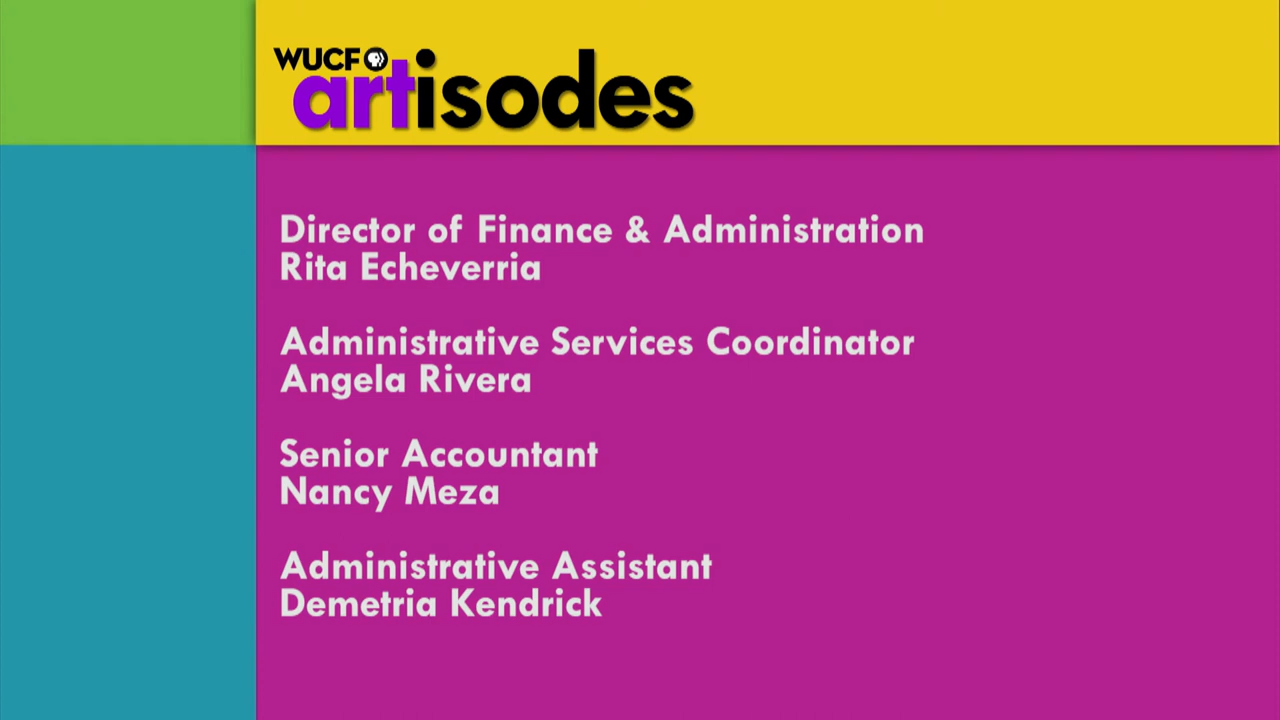 WUCF
artisodes
Director of Finance & Administration
Rita Echeverria
Administrative Services Coordinator
Angela Rivera
Senior Accountant
Nancy Meza
Administrative Assistant
Demetria Kendrick